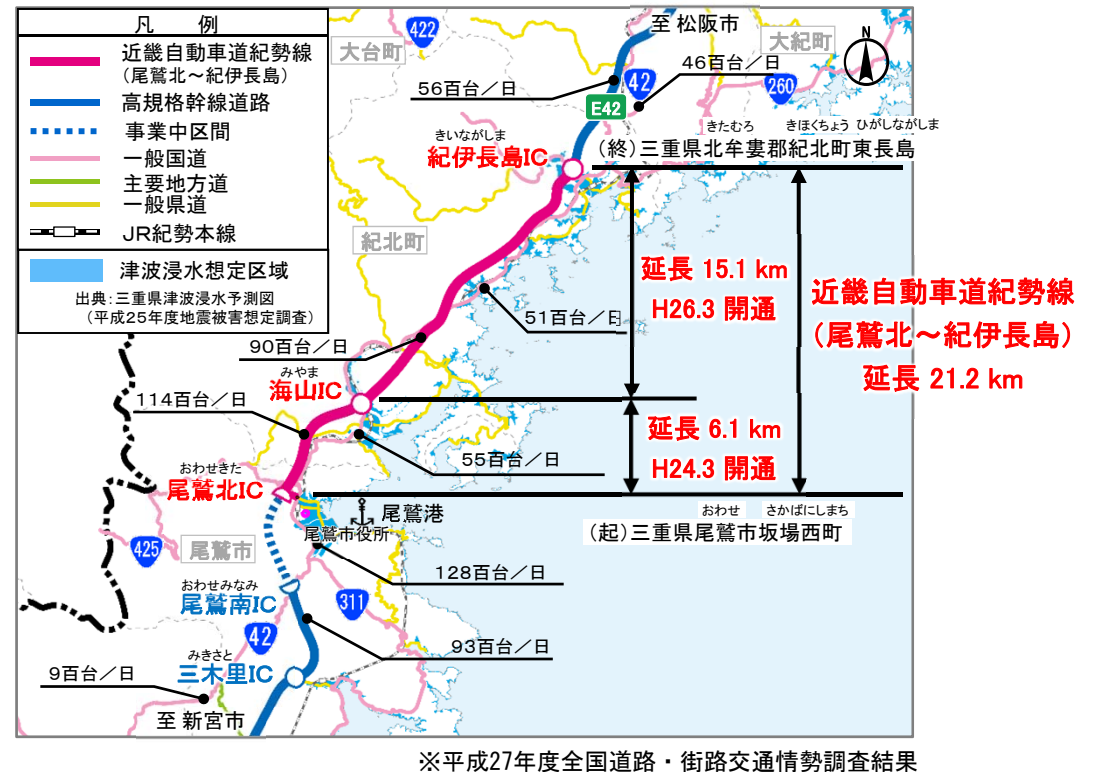 凡 例
近畿自動車道紀勢線
(尾鷲北～紀伊長島)
高規格幹線道路
事業中区間
一般国道
主要地方道
一般県道
JR紀勢本線
津波浸水想定区域
出典:三重県津波浸水予測図
(平成25年度地震被害想定調査)
422
大台町
至 松阪市
大紀町
N
56百台／日
42
46百台／日
260
E42
きいながしま
紀伊長島IC
きたむろ きほくちょう ひがしながしま
(終)三重県北牟婁郡紀北町東長島
紀北町
延長 15.1 km
H26.3 開通
近畿自動車道紀勢線
(尾鷲北～紀伊長島)
延長 21.2 km
51百台／日
90百台／日
みやま
海山IC
114百台／日
延長 6.1 km
H24.3 開通
55百台／日
おわせきた
尾鷲北IC
尾鷲港
尾鷲市役所
おわせ さかばにしまち
(起)三重県尾鷲市坂場西町
425
尾鷲市
128百台／日
おわせみなみ
尾鷲南IC
311
42
93百台／日
みきさと
三木里IC
9百台／日
至 新宮市
※平成27年度全国道路・街路交通情勢調査結果